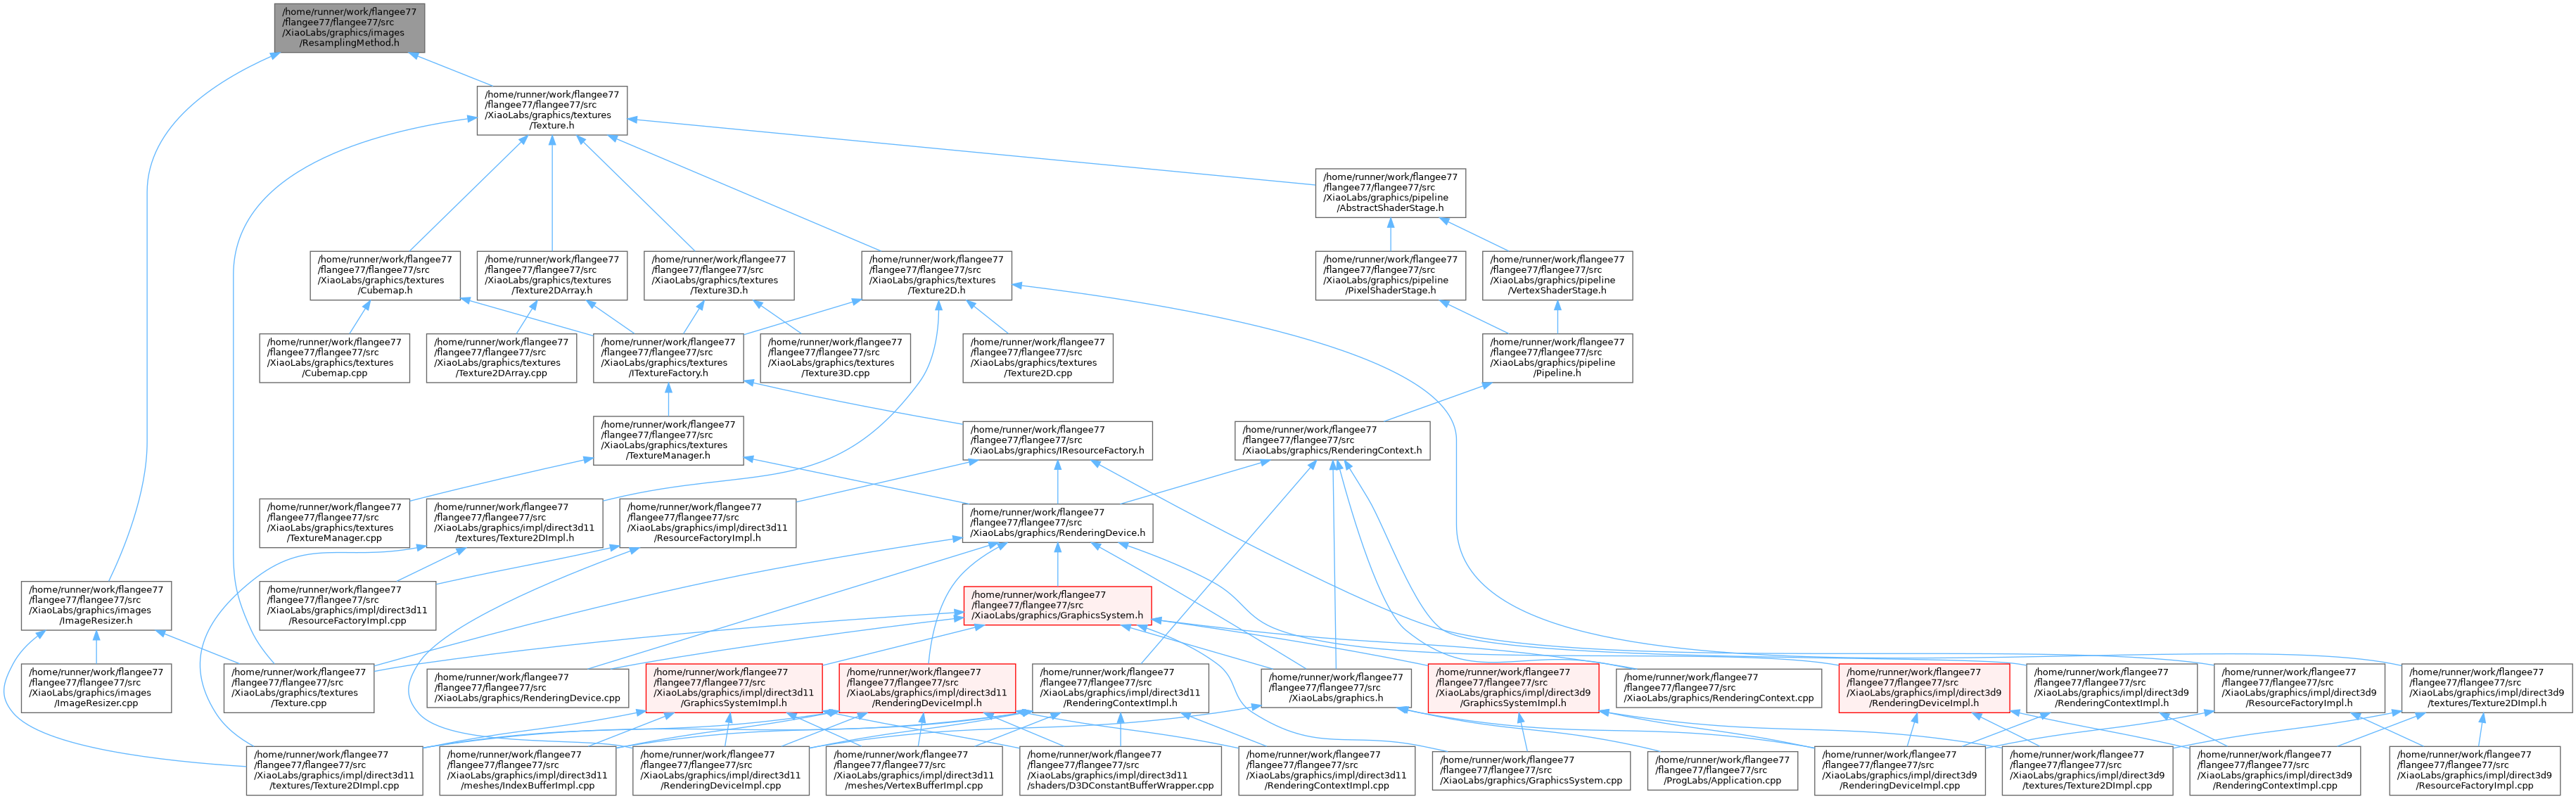 /home/runner/work/flangee77
/flangee77/flangee77/src
/XiaoLabs/graphics/images
/ResamplingMethod.h
/home/runner/work/flangee77
/flangee77/flangee77/src
/XiaoLabs/graphics/textures
/Texture.h
/home/runner/work/flangee77
/flangee77/flangee77/src
/XiaoLabs/graphics/pipeline
/AbstractShaderStage.h
/home/runner/work/flangee77
/flangee77/flangee77/src
/XiaoLabs/graphics/textures
/Cubemap.h
/home/runner/work/flangee77
/flangee77/flangee77/src
/XiaoLabs/graphics/textures
/Texture2DArray.h
/home/runner/work/flangee77
/flangee77/flangee77/src
/XiaoLabs/graphics/textures
/Texture3D.h
/home/runner/work/flangee77
/flangee77/flangee77/src
/XiaoLabs/graphics/textures
/Texture2D.h
/home/runner/work/flangee77
/flangee77/flangee77/src
/XiaoLabs/graphics/pipeline
/PixelShaderStage.h
/home/runner/work/flangee77
/flangee77/flangee77/src
/XiaoLabs/graphics/pipeline
/VertexShaderStage.h
/home/runner/work/flangee77
/flangee77/flangee77/src
/XiaoLabs/graphics/textures
/Cubemap.cpp
/home/runner/work/flangee77
/flangee77/flangee77/src
/XiaoLabs/graphics/textures
/Texture2DArray.cpp
/home/runner/work/flangee77
/flangee77/flangee77/src
/XiaoLabs/graphics/textures
/ITextureFactory.h
/home/runner/work/flangee77
/flangee77/flangee77/src
/XiaoLabs/graphics/textures
/Texture3D.cpp
/home/runner/work/flangee77
/flangee77/flangee77/src
/XiaoLabs/graphics/textures
/Texture2D.cpp
/home/runner/work/flangee77
/flangee77/flangee77/src
/XiaoLabs/graphics/pipeline
/Pipeline.h
/home/runner/work/flangee77
/flangee77/flangee77/src
/XiaoLabs/graphics/textures
/TextureManager.h
/home/runner/work/flangee77
/flangee77/flangee77/src
/XiaoLabs/graphics/IResourceFactory.h
/home/runner/work/flangee77
/flangee77/flangee77/src
/XiaoLabs/graphics/RenderingContext.h
/home/runner/work/flangee77
/flangee77/flangee77/src
/XiaoLabs/graphics/textures
/TextureManager.cpp
/home/runner/work/flangee77
/flangee77/flangee77/src
/XiaoLabs/graphics/impl/direct3d11
/textures/Texture2DImpl.h
/home/runner/work/flangee77
/flangee77/flangee77/src
/XiaoLabs/graphics/impl/direct3d11
/ResourceFactoryImpl.h
/home/runner/work/flangee77
/flangee77/flangee77/src
/XiaoLabs/graphics/RenderingDevice.h
/home/runner/work/flangee77
/flangee77/flangee77/src
/XiaoLabs/graphics/images
/ImageResizer.h
/home/runner/work/flangee77
/flangee77/flangee77/src
/XiaoLabs/graphics/impl/direct3d11
/ResourceFactoryImpl.cpp
/home/runner/work/flangee77
/flangee77/flangee77/src
/XiaoLabs/graphics/GraphicsSystem.h
/home/runner/work/flangee77
/flangee77/flangee77/src
/XiaoLabs/graphics/images
/ImageResizer.cpp
/home/runner/work/flangee77
/flangee77/flangee77/src
/XiaoLabs/graphics/textures
/Texture.cpp
/home/runner/work/flangee77
/flangee77/flangee77/src
/XiaoLabs/graphics/RenderingDevice.cpp
/home/runner/work/flangee77
/flangee77/flangee77/src
/XiaoLabs/graphics/impl/direct3d11
/GraphicsSystemImpl.h
/home/runner/work/flangee77
/flangee77/flangee77/src
/XiaoLabs/graphics/impl/direct3d11
/RenderingDeviceImpl.h
/home/runner/work/flangee77
/flangee77/flangee77/src
/XiaoLabs/graphics/impl/direct3d11
/RenderingContextImpl.h
/home/runner/work/flangee77
/flangee77/flangee77/src
/XiaoLabs/graphics.h
/home/runner/work/flangee77
/flangee77/flangee77/src
/XiaoLabs/graphics/impl/direct3d9
/GraphicsSystemImpl.h
/home/runner/work/flangee77
/flangee77/flangee77/src
/XiaoLabs/graphics/RenderingContext.cpp
/home/runner/work/flangee77
/flangee77/flangee77/src
/XiaoLabs/graphics/impl/direct3d9
/RenderingDeviceImpl.h
/home/runner/work/flangee77
/flangee77/flangee77/src
/XiaoLabs/graphics/impl/direct3d9
/RenderingContextImpl.h
/home/runner/work/flangee77
/flangee77/flangee77/src
/XiaoLabs/graphics/impl/direct3d9
/ResourceFactoryImpl.h
/home/runner/work/flangee77
/flangee77/flangee77/src
/XiaoLabs/graphics/impl/direct3d9
/textures/Texture2DImpl.h
/home/runner/work/flangee77
/flangee77/flangee77/src
/XiaoLabs/graphics/impl/direct3d11
/textures/Texture2DImpl.cpp
/home/runner/work/flangee77
/flangee77/flangee77/src
/XiaoLabs/graphics/impl/direct3d11
/meshes/IndexBufferImpl.cpp
/home/runner/work/flangee77
/flangee77/flangee77/src
/XiaoLabs/graphics/impl/direct3d11
/RenderingDeviceImpl.cpp
/home/runner/work/flangee77
/flangee77/flangee77/src
/XiaoLabs/graphics/impl/direct3d11
/meshes/VertexBufferImpl.cpp
/home/runner/work/flangee77
/flangee77/flangee77/src
/XiaoLabs/graphics/impl/direct3d11
/shaders/D3DConstantBufferWrapper.cpp
/home/runner/work/flangee77
/flangee77/flangee77/src
/XiaoLabs/graphics/impl/direct3d11
/RenderingContextImpl.cpp
/home/runner/work/flangee77
/flangee77/flangee77/src
/XiaoLabs/graphics/GraphicsSystem.cpp
/home/runner/work/flangee77
/flangee77/flangee77/src
/ProgLabs/Application.cpp
/home/runner/work/flangee77
/flangee77/flangee77/src
/XiaoLabs/graphics/impl/direct3d9
/RenderingDeviceImpl.cpp
/home/runner/work/flangee77
/flangee77/flangee77/src
/XiaoLabs/graphics/impl/direct3d9
/textures/Texture2DImpl.cpp
/home/runner/work/flangee77
/flangee77/flangee77/src
/XiaoLabs/graphics/impl/direct3d9
/RenderingContextImpl.cpp
/home/runner/work/flangee77
/flangee77/flangee77/src
/XiaoLabs/graphics/impl/direct3d9
/ResourceFactoryImpl.cpp